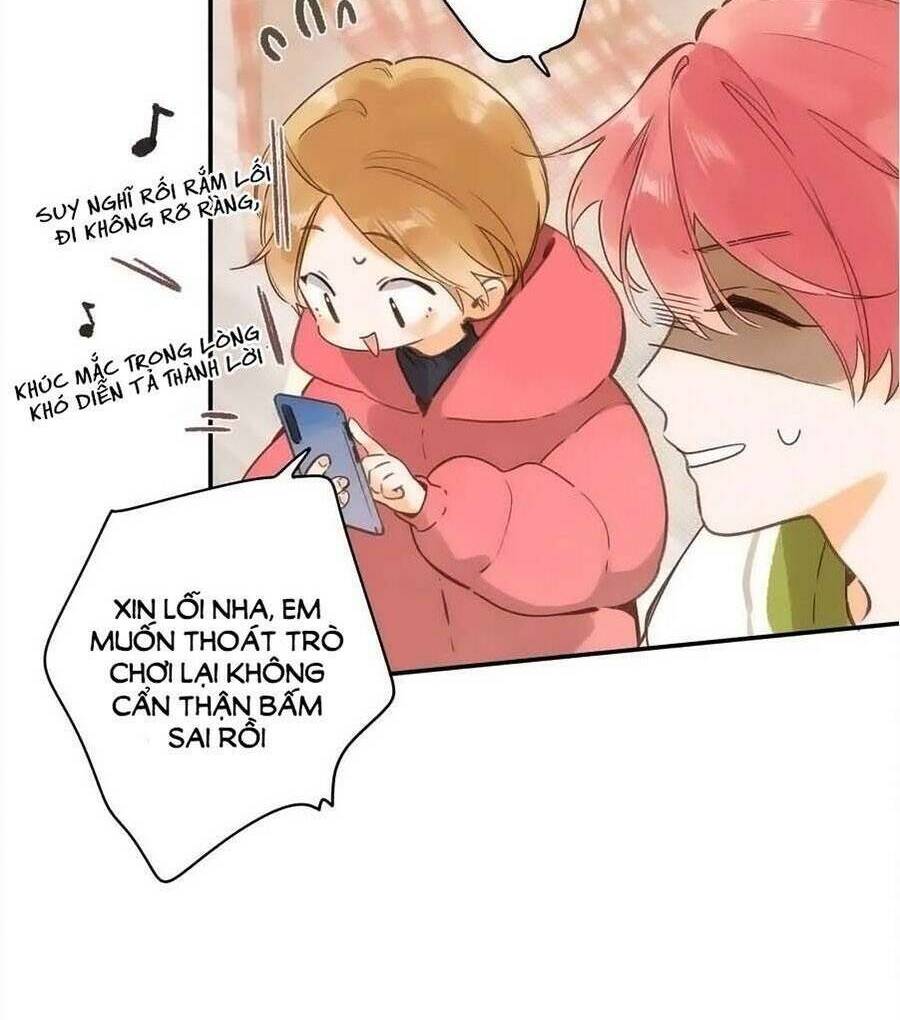 SUY NGHĨ RỐI RẮM LỐI
ĐI KHÔNG RÕ RÀNG,
KHÚC MẮC TRONG LÒNG
KHÓ DIỄN TẢ THÀNH LỜI
XIN LỖI NHA, EM
MUỐN THOÁT TRÒ
CHƠI LẠI KHÔNG
CẨN THẬN BẤM
SAI RỒI